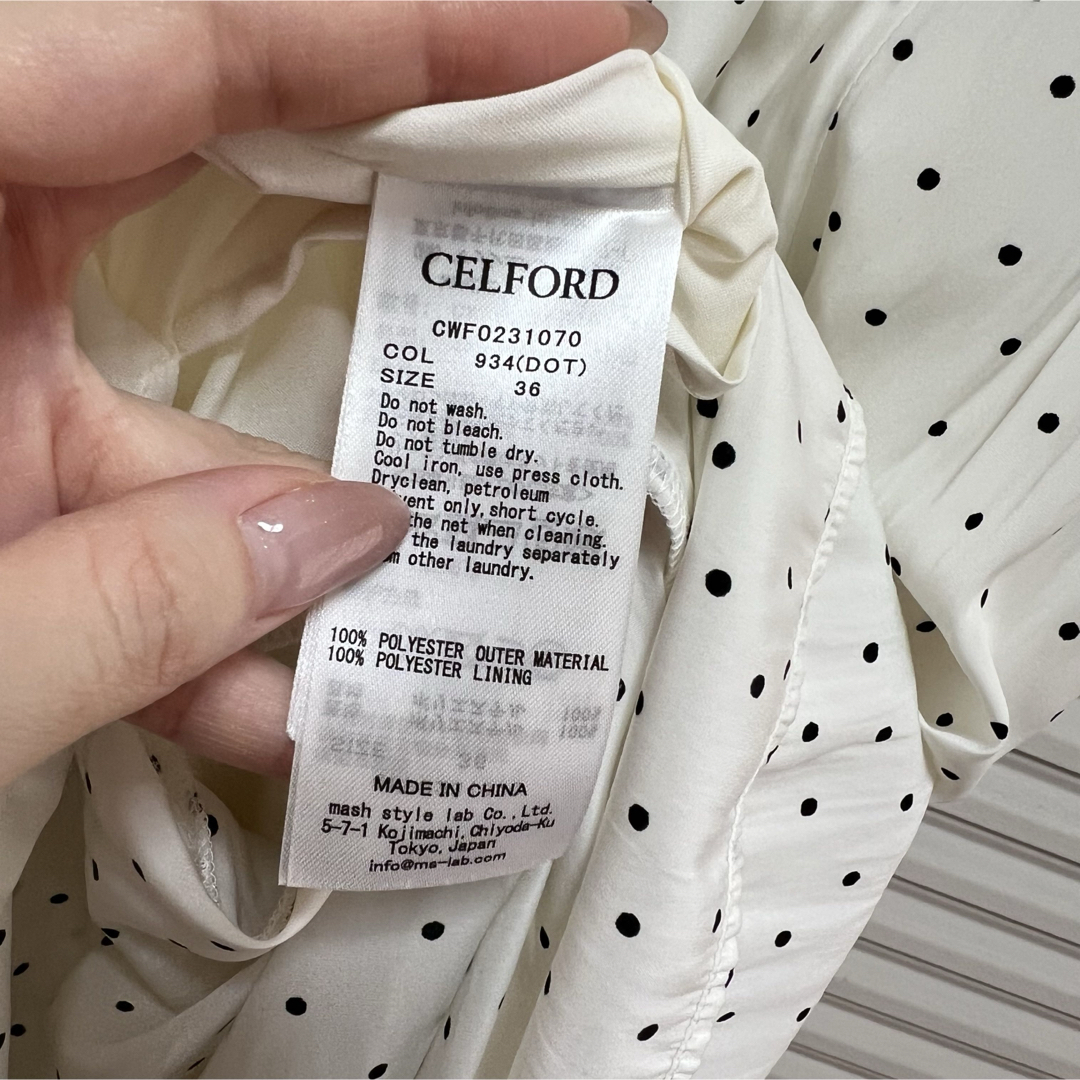 CELFORD
CWF0231070
COL 934(DOT)
SIZE 36
Do not wash.
Do not bleach.
Do not tumble dry.
Cool iron, use press cloth.
Dryclean, petroleum
vent only, short cycle.
the net when cleaning.
the laundry separately
other laundry.
100% POLYESTER OUTER MATERIAL
100% POLYESTER LINING
MADE IN CHINA
mash style lab Co.,Ltd.
5-7-1 Kojimachi, Chiyoda-Ku
Tokyo, Japan
info@ms-lab.com